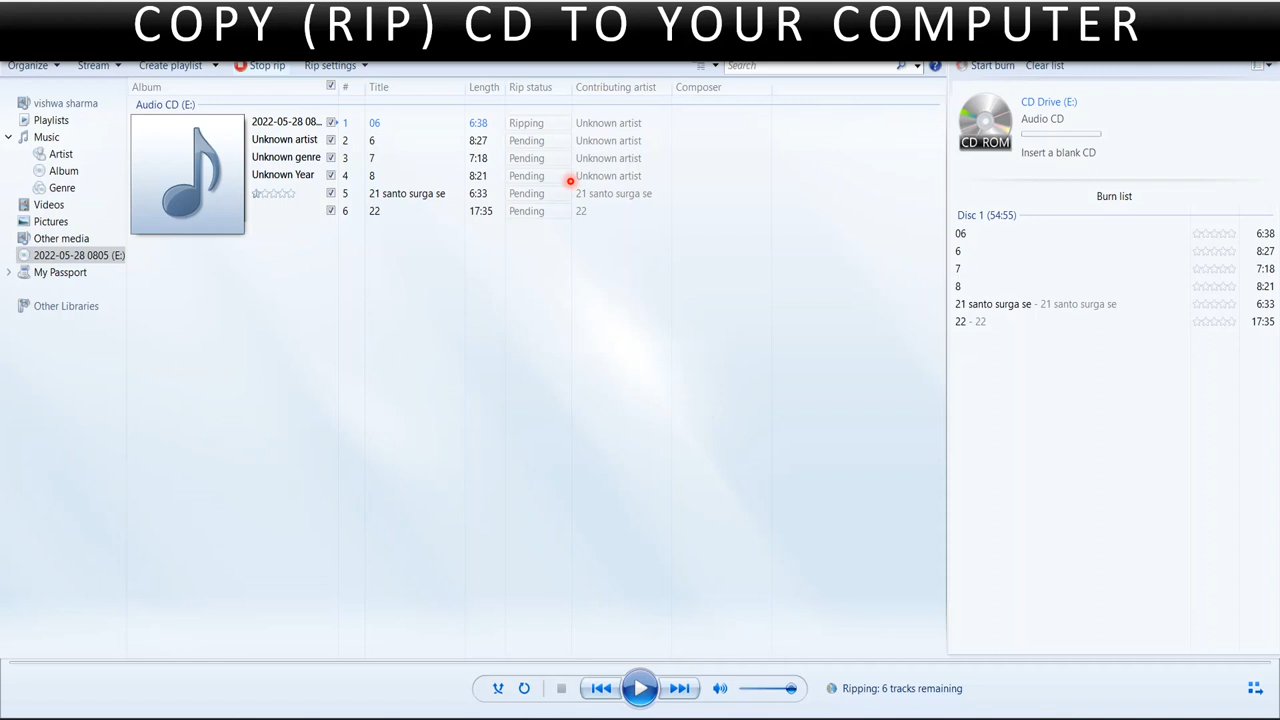 COPY (RIP) CD TO YOUR COMPUTER
Organize Stream Create playlist Stop rip Rip settings Search Start burn Clear list
Album # Title Length Rip status Contributing artist Composer
Audio CD (E:)
vishwa sharma
Playlists
Music
Artist
Album
Genre
Videos
Pictures
Other media
2022-05-28 0805 (E:)
My Passport
Other Libraries
2022-05-28 08...
Unknown artist
Unknown genre
Unknown Year
1 06 6:38 Ripping Unknown artist
2 6 8:27 Pending Unknown artist
3 7 7:18 Pending Unknown artist
4 8 8:21 Pending Unknown artist
5 21 santo surga se 6:33 Pending 21 santo surga se
6 22 17:35 Pending 22
CD ROM
CD Drive (E:)
Audio CD
Insert a blank CD
Burn list
Disc 1 (54:55)
06 6:38
6 8:27
7 7:18
8 8:21
21 santo surga se - 21 santo surga se 6:33
22 - 22 17:35
Ripping: 6 tracks remaining